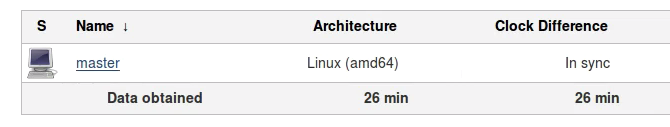 S Name ↓ Architecture Clock Difference
master Linux (amd64) In sync
Data obtained 26 min 26 min